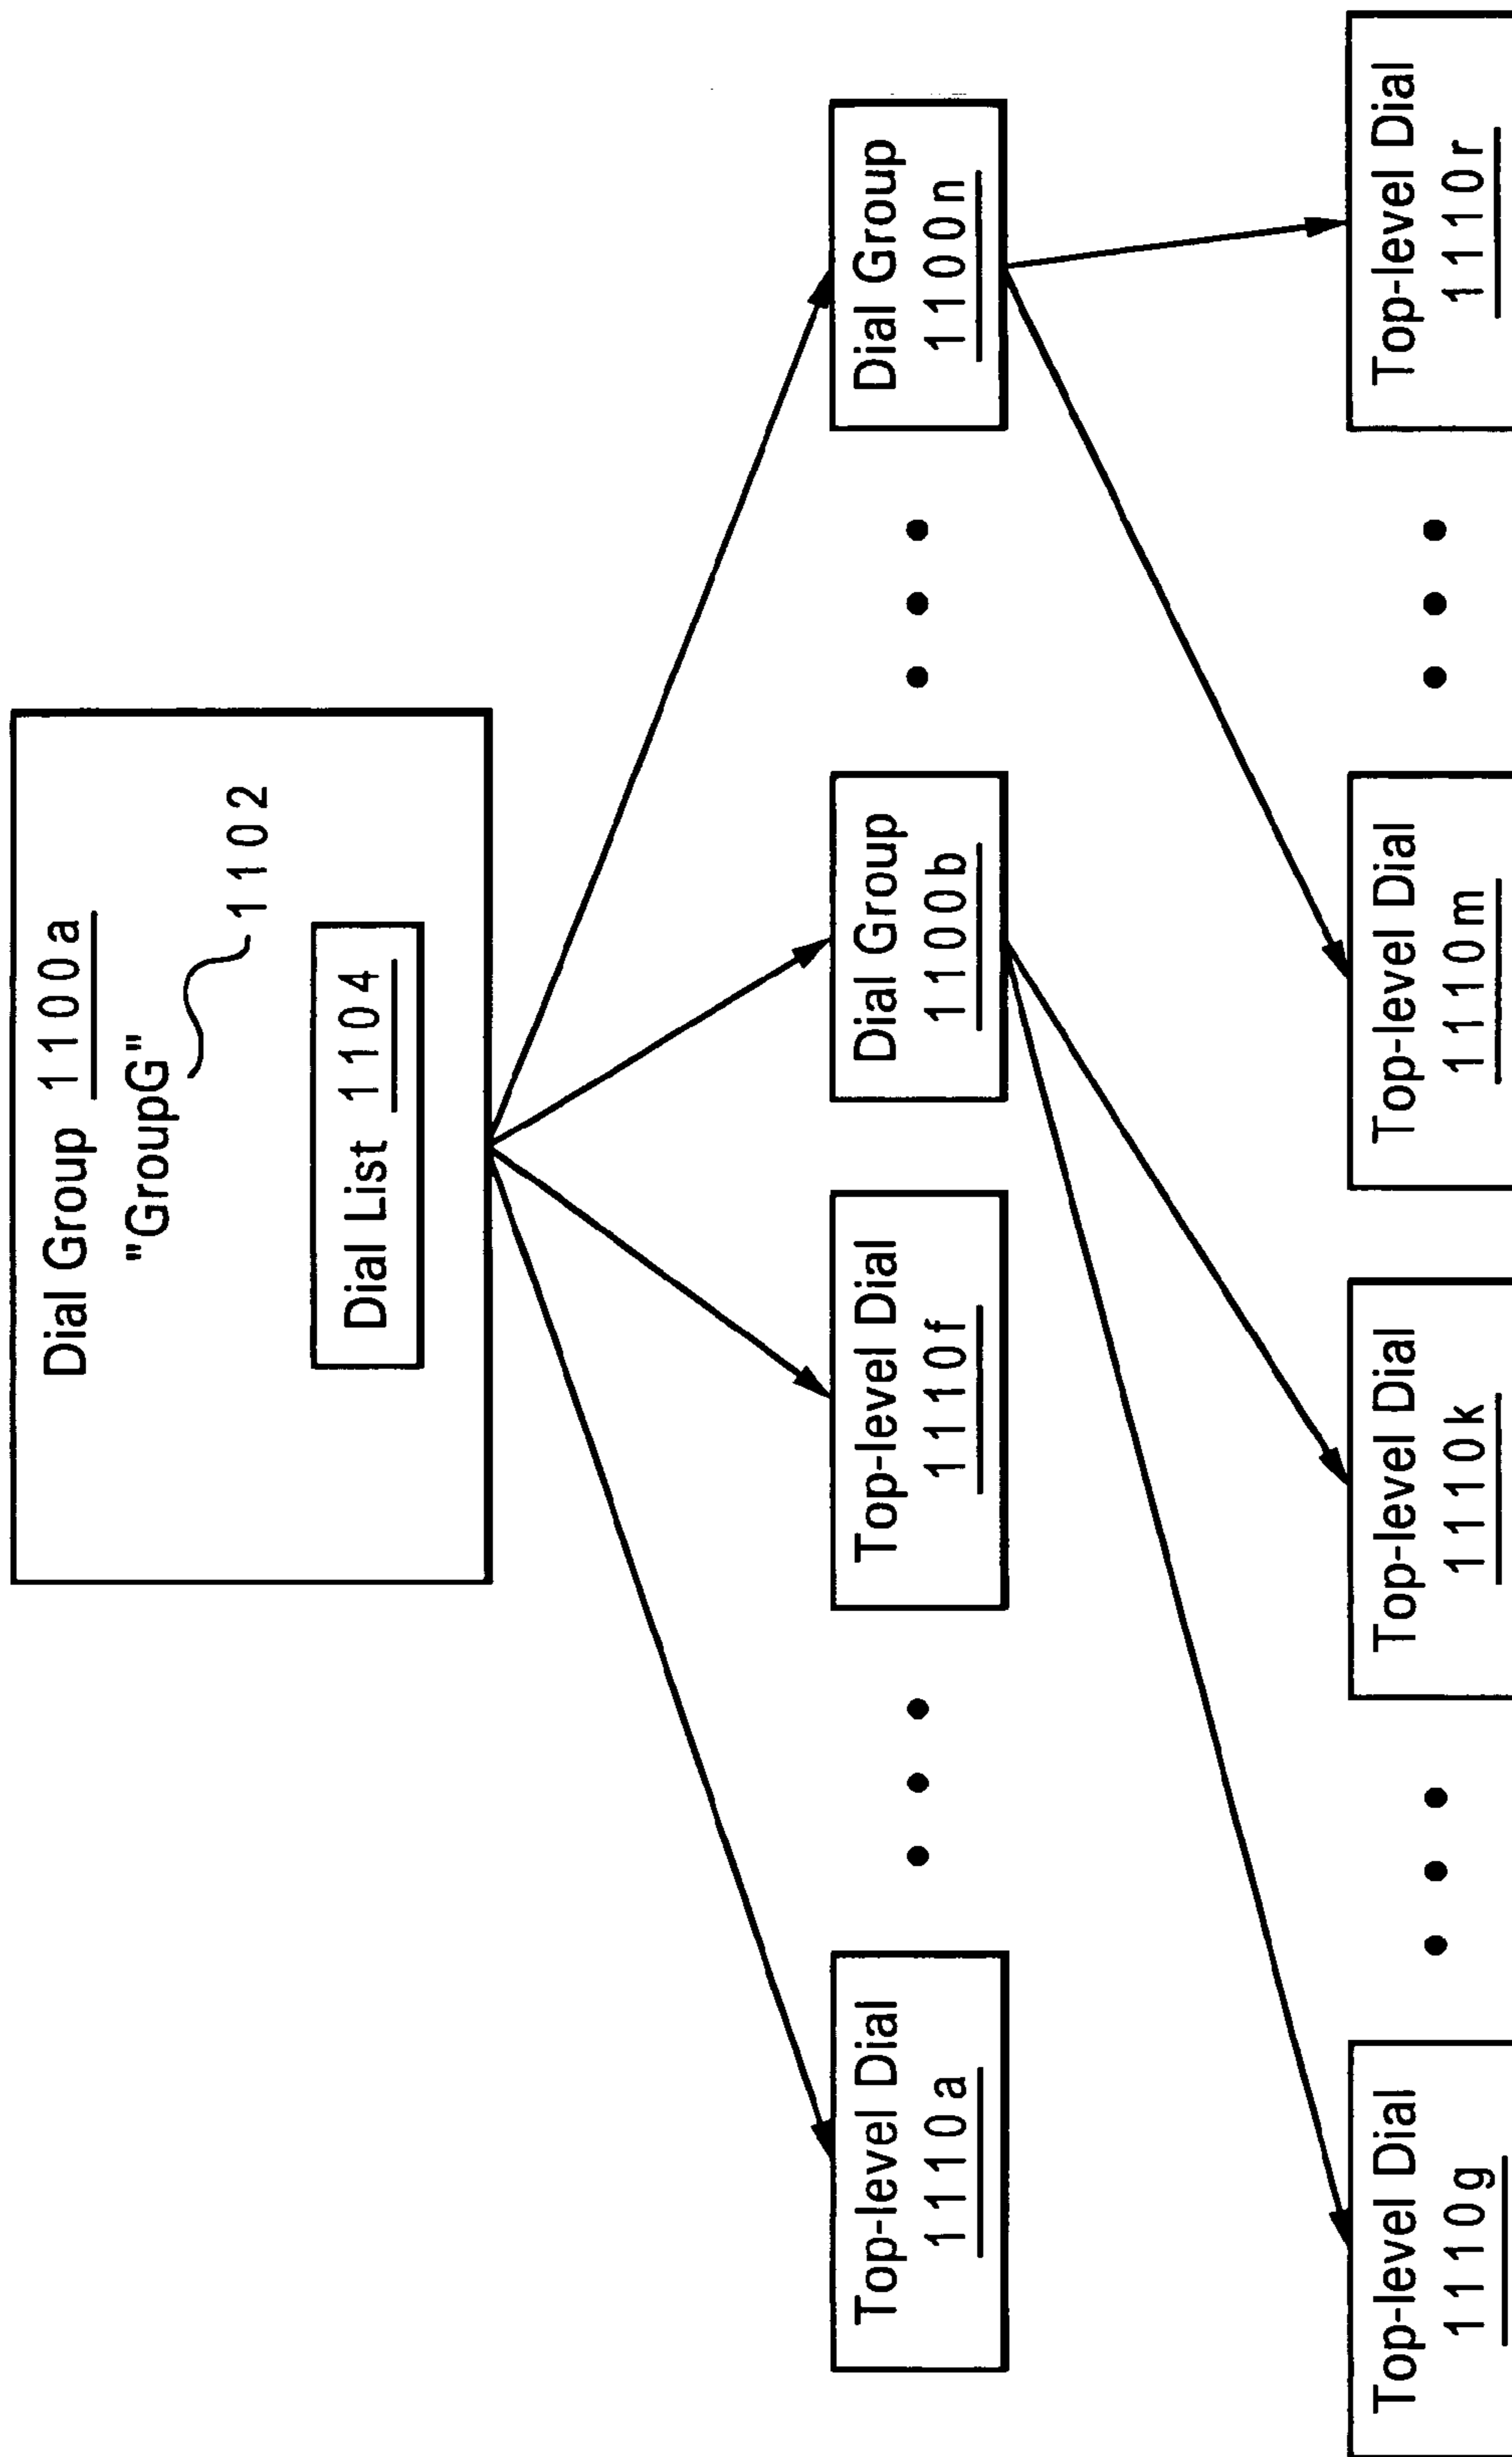 Dial Group 1100a
"GroupG"
1102
Dial List 1104
Top-level Dial
1110a
Top-level Dial
1110f
Dial Group
1100b
Dial Group
1100n
Top-level Dial
1110g
Top-level Dial
1110k
Top-level Dial
1110m
Top-level Dial
1110r